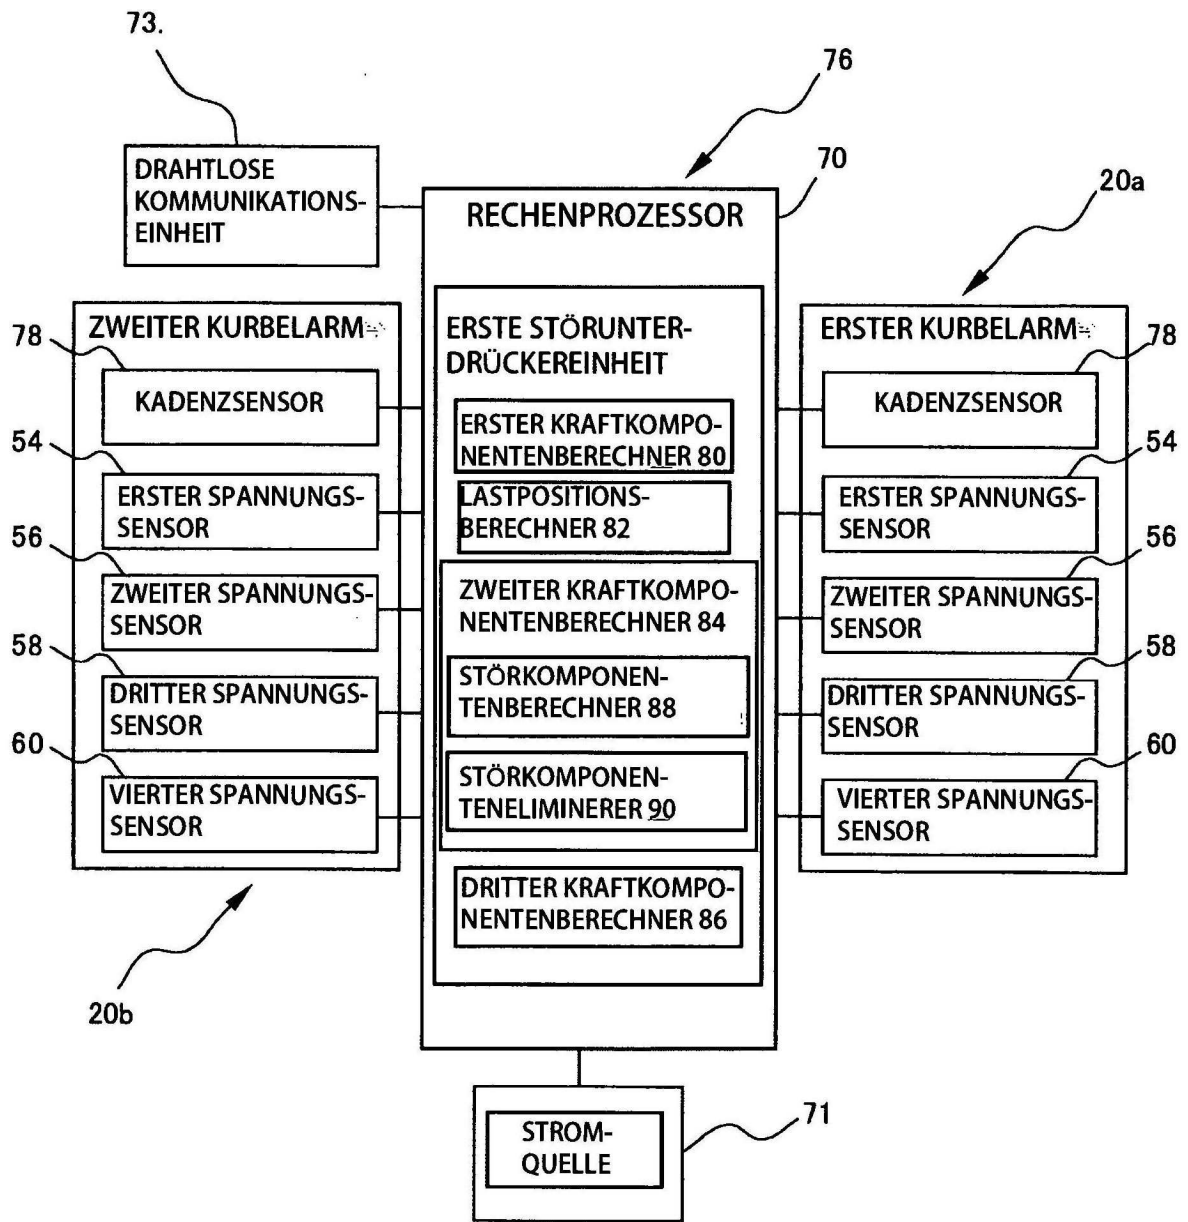 73.
76
DRAHTLOSE
KOMMUNIKATIONS-
EINHEIT
70
RECHENPROZESSOR
20a
ZWEITER KURBELARM
78
KADENZSENSOR
54
ERSTER SPANNUNGS-
SENSOR
56
ZWEITER SPANNUNGS-
SENSOR
58
DRITTER SPANNUNGS-
SENSOR
60
VIERTER SPANNUNGS-
SENSOR
20b
ERSTE STÖRUNTER-
DRÜCKEREINHEIT
ERSTER KRAFTKOMPO-
NENTENBERECHNER 80
LASTPOSITIONS-
BERECHNER 82
ZWEITER KRAFTKOMPO-
NENTENBERECHNER 84
STÖRKOMPONEN-
TENBERECHNER 88
STÖRKOMPONEN-
TENELIMINERER 90
DRITTER KRAFTKOMPO-
NENTENBERECHNER 86
ERSTER KURBELARM
78
KADENZSENSOR
54
ERSTER SPANNUNGS-
SENSOR
56
ZWEITER SPANNUNGS-
SENSOR
58
DRITTER SPANNUNGS-
SENSOR
60
VIERTER SPANNUNGS-
SENSOR
71
STROM-
QUELLE